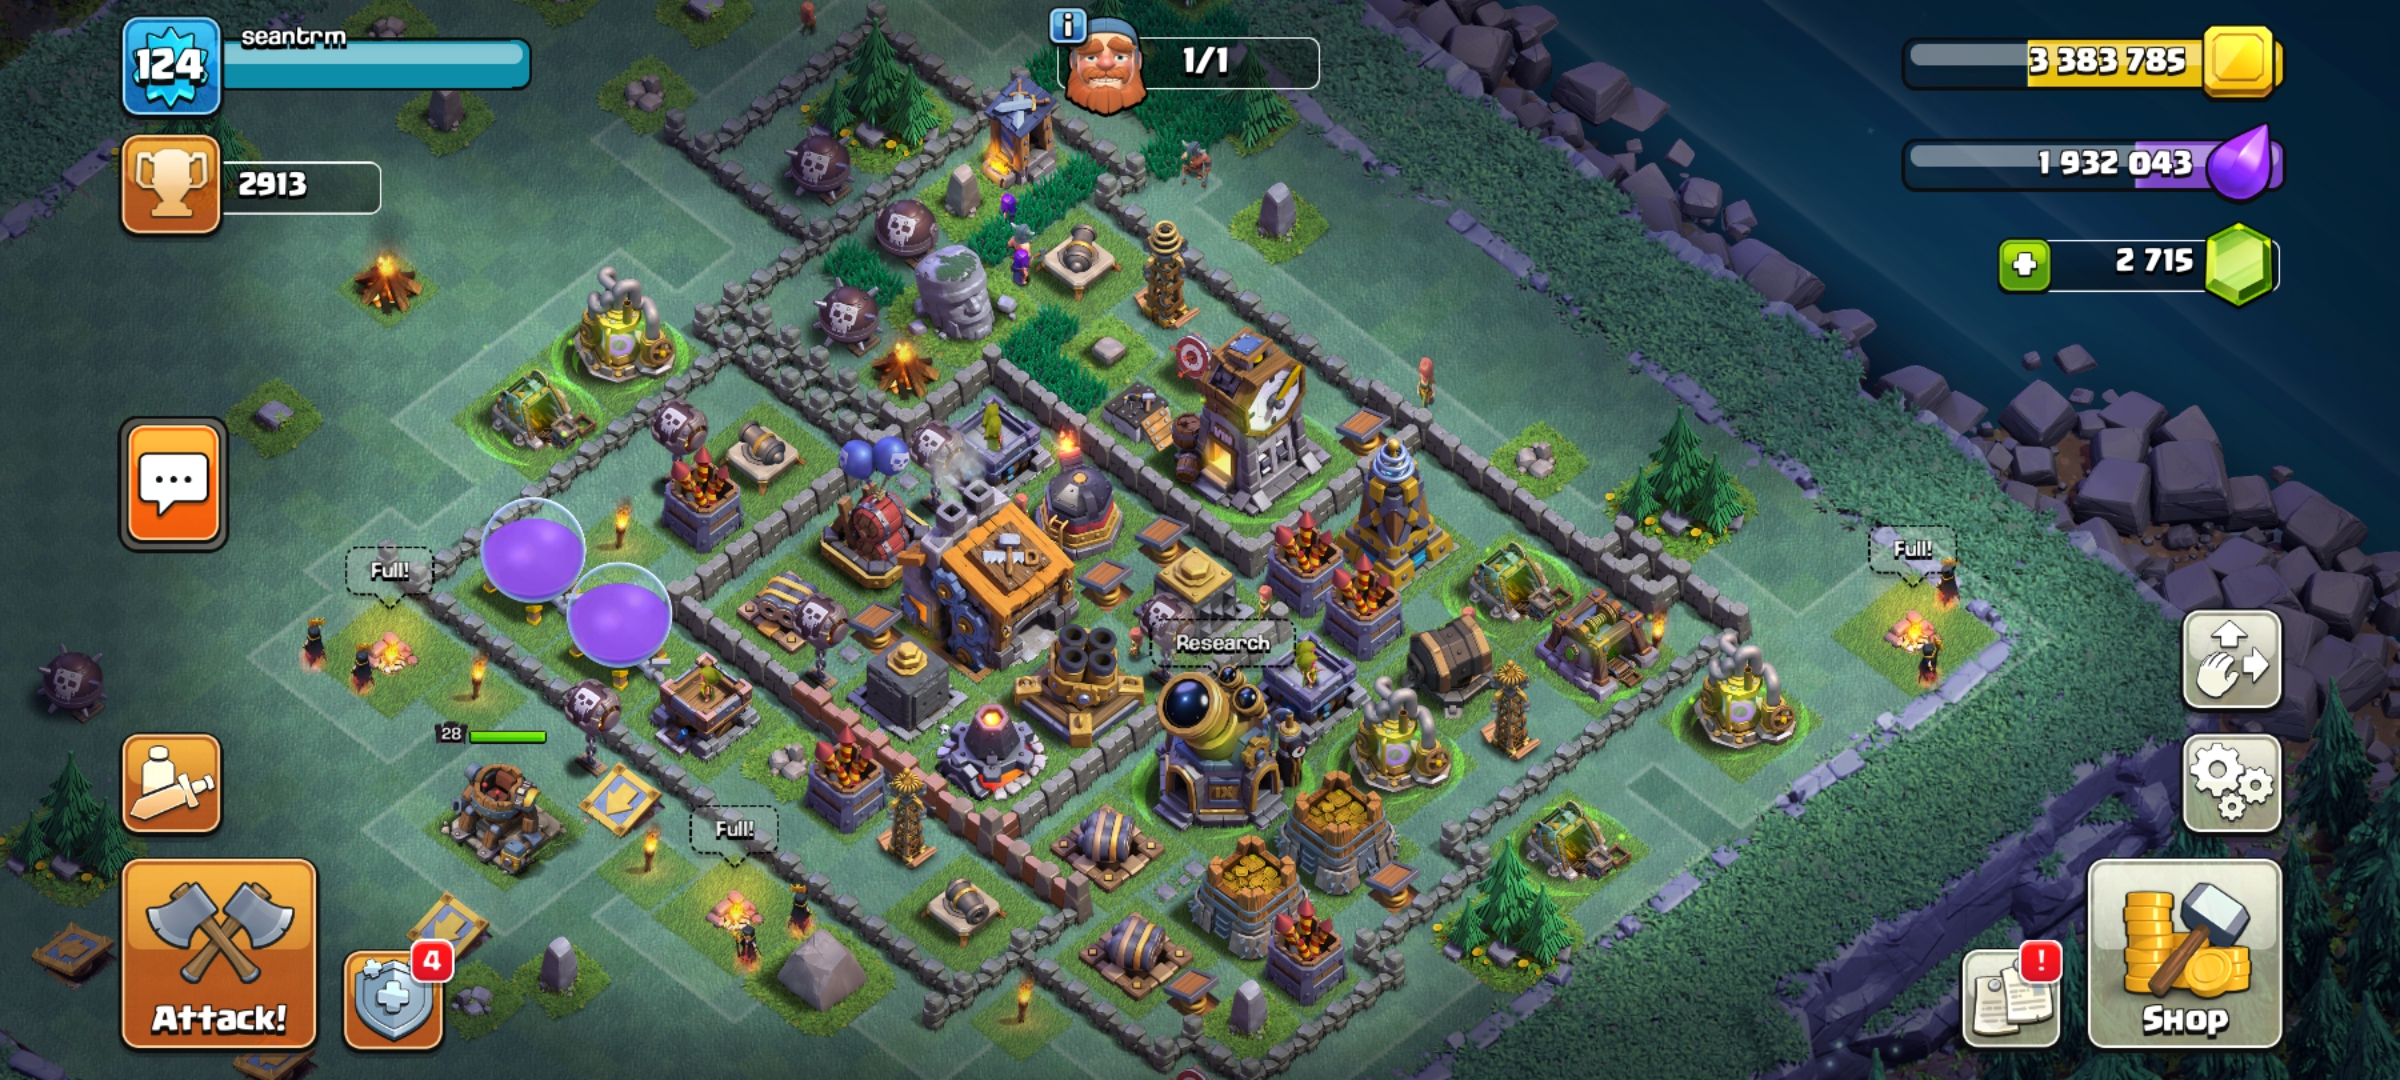 124
seantrm
i
1/1
3 383 785
2913
1 932 043
+
2 715
Full!
Full!
Research
28
Full!
4
!
Attack!
Shop